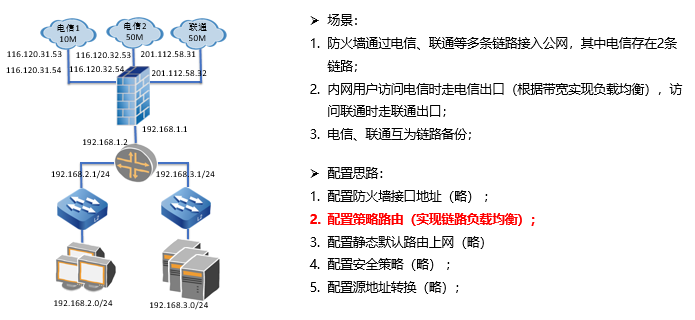 电信1
10M
电信2
50M
联通
50M
116.120.31.53
116.120.32.53
201.112.58.31
116.120.31.54
116.120.32.54
201.112.58.32
192.168.1.1
192.168.1.2
192.168.2.1/24
192.168.3.1/24
192.168.2.0/24
192.168.3.0/24
➢ 场景：
1. 防火墙通过电信、联通等多条链路接入公网，其中电信存在2条
链路；
2. 内网用户访问电信时走电信出口（根据带宽实现负载均衡），访
问联通时走联通出口；
3. 电信、联通互为链路备份；
➢ 配置思路：
1. 配置防火墙接口地址（略）；
2. 配置策略路由（实现链路负载均衡）；
3. 配置静态默认路由上网（略）
4. 配置安全策略（略）；
5. 配置源地址转换（略）；